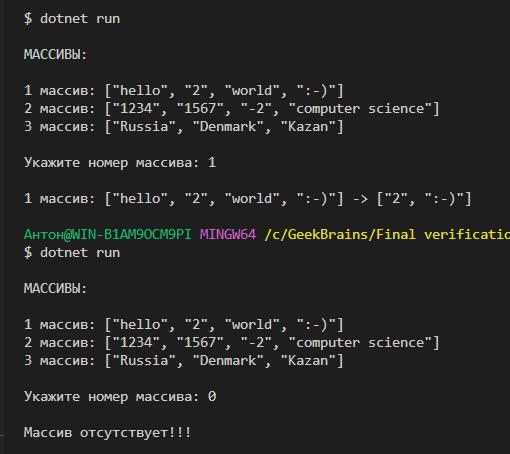 $ dotnet run
МАССИВЫ:
1 массив: ["hello", "2", "world", ":-)"]
2 массив: ["1234", "1567", "-2", "computer science"]
3 массив: ["Russia", "Denmark", "Kazan"]
Укажите номер массива: 1
1 массив: ["hello", "2", "world", ":-)"] -> ["2", ":-)"]
Антон@WIN-B1AM9OCM9PI MINGW64 /c/GeekBrains/Final verificatio
$ dotnet run
МАССИВЫ:
1 массив: ["hello", "2", "world", ":-)"]
2 массив: ["1234", "1567", "-2", "computer science"]
3 массив: ["Russia", "Denmark", "Kazan"]
Укажите номер массива: 0
Массив отсутствует!!!